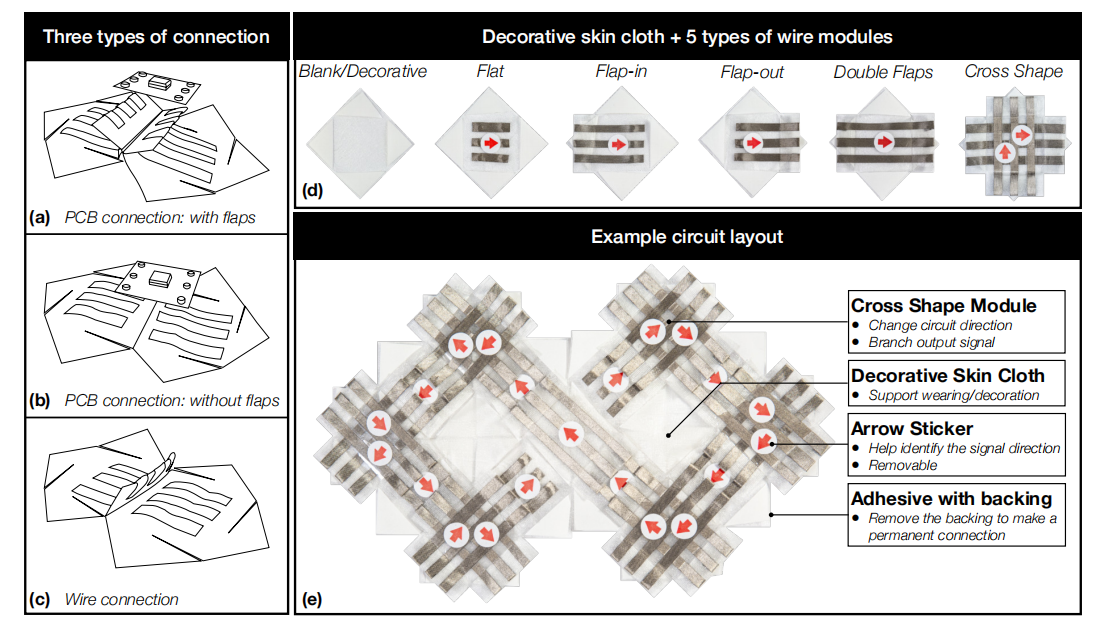 Three types of connection
(a) PCB connection: with flaps
(b) PCB connection: without flaps
(c) Wire connection
Decorative skin cloth + 5 types of wire modules
Blank/Decorative
Flat
Flap-in
Flap-out
Double Flaps
Cross Shape
(d)
Example circuit layout
Cross Shape Module
• Change circuit direction
• Branch output signal
Decorative Skin Cloth
• Support wearing/decoration
Arrow Sticker
• Help identify the signal direction
• Removable
Adhesive with backing
• Remove the backing to make a
permanent connection
(e)